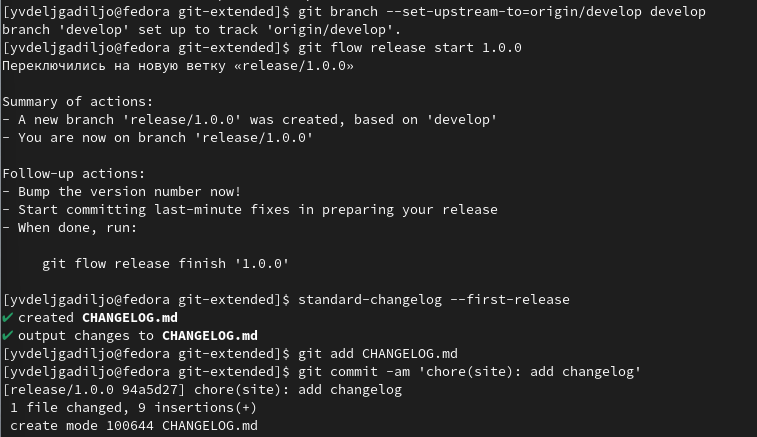 [yvdeljgadiljo@fedora git-extended]$ git branch --set-upstream-to=origin/develop develop
branch 'develop' set up to track 'origin/develop'.
[yvdeljgadiljo@fedora git-extended]$ git flow release start 1.0.0
Переключились на новую ветку «release/1.0.0»
Summary of actions:
- A new branch 'release/1.0.0' was created, based on 'develop'
- You are now on branch 'release/1.0.0'
Follow-up actions:
- Bump the version number now!
- Start committing last-minute fixes in preparing your release
- When done, run:
git flow release finish '1.0.0'
[yvdeljgadiljo@fedora git-extended]$ standard-changelog --first-release
✔ created CHANGELOG.md
✔ output changes to CHANGELOG.md
[yvdeljgadiljo@fedora git-extended]$ git add CHANGELOG.md
[yvdeljgadiljo@fedora git-extended]$ git commit -am 'chore(site): add changelog'
[release/1.0.0 94a5d27] chore(site): add changelog
1 file changed, 9 insertions(+)
create mode 100644 CHANGELOG.md